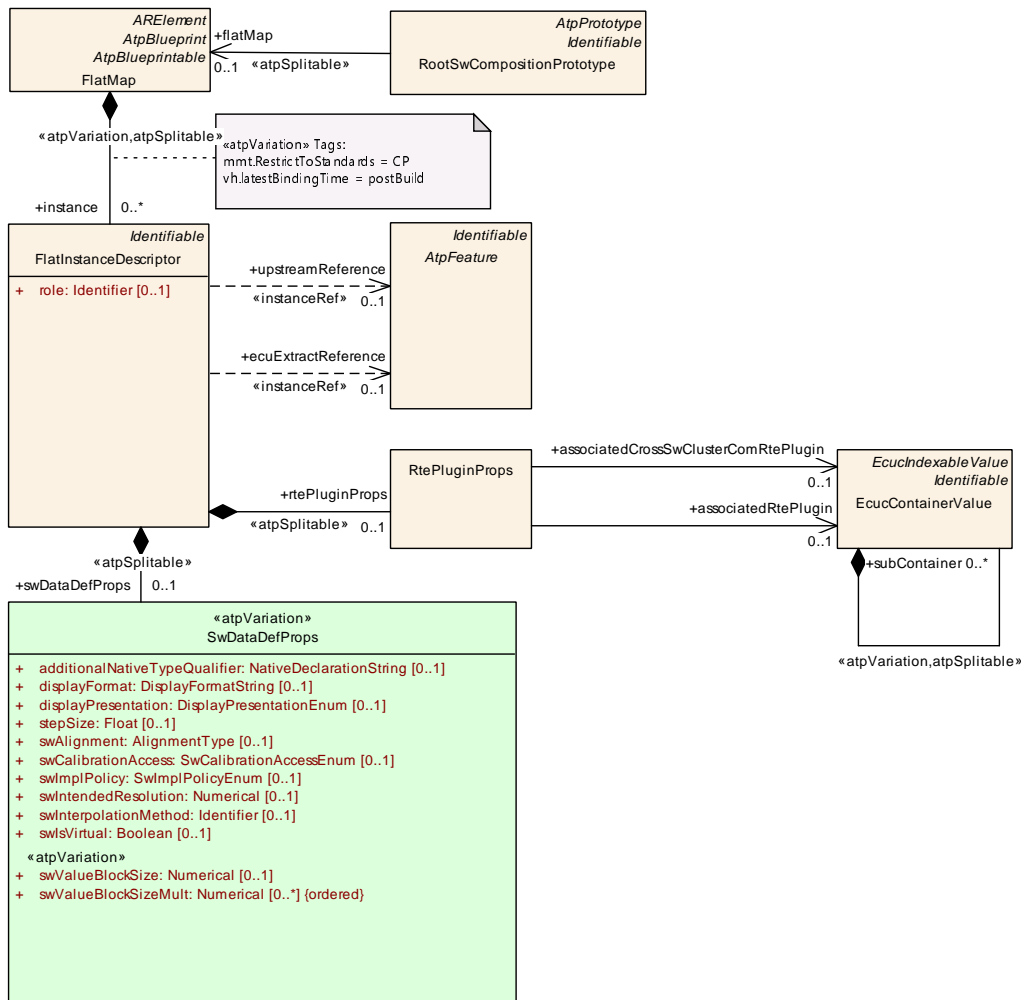 ARElement
AtpBlueprint
AtpBlueprintable
FlatMap
+flatMap
0..1
«atpSplitable»
AtpPrototype
Identifiable
RootSwCompositionPrototype
«atpVariation,atpSplitable»
«atpVariation» Tags:
mmt.RestrictToStandards = CP
vh.latestBindingTime = postBuild
+instance
0..*
Identifiable
FlatInstanceDescriptor
+ role: Identifier [0..1]
Identifiable
AtpFeature
+upstreamReference
«instanceRef»
0..1
+ecuExtractReference
«instanceRef»
0..1
+rtePluginProps
«atpSplitable»
0..1
RtePluginProps
+associatedCrossSwClusterComRtePlugin
0..1
+associatedRtePlugin
0..1
EcucIndexableValue
Identifiable
EcucContainerValue
+subContainer 0..*
«atpVariation,atpSplitable»
«atpSplitable»
+swDataDefProps
0..1
«atpVariation»
SwDataDefProps
+ additionalNativeTypeQualifier: NativeDeclarationString [0..1]
+ displayFormat: DisplayFormatString [0..1]
+ displayPresentation: DisplayPresentationEnum [0..1]
+ stepSize: Float [0..1]
+ swAlignment: AlignmentType [0..1]
+ swCalibrationAccess: SwCalibrationAccessEnum [0..1]
+ swImplPolicy: SwImplPolicyEnum [0..1]
+ swIntendedResolution: Numerical [0..1]
+ swInterpolationMethod: Identifier [0..1]
+ swIsVirtual: Boolean [0..1]
«atpVariation»
+ swValueBlockSize: Numerical [0..1]
+ swValueBlockSizeMult: Numerical [0..*] {ordered}